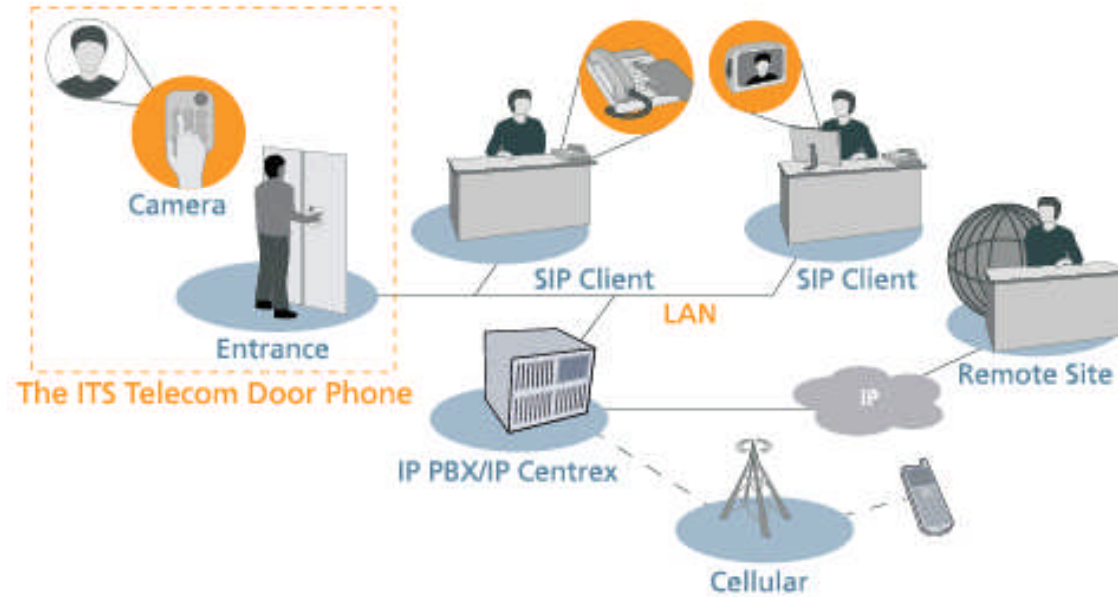 Camera
Entrance
The ITS Telecom Door Phone
SIP Client
SIP Client
LAN
Remote Site
IP
IP PBX/IP Centrex
Cellular